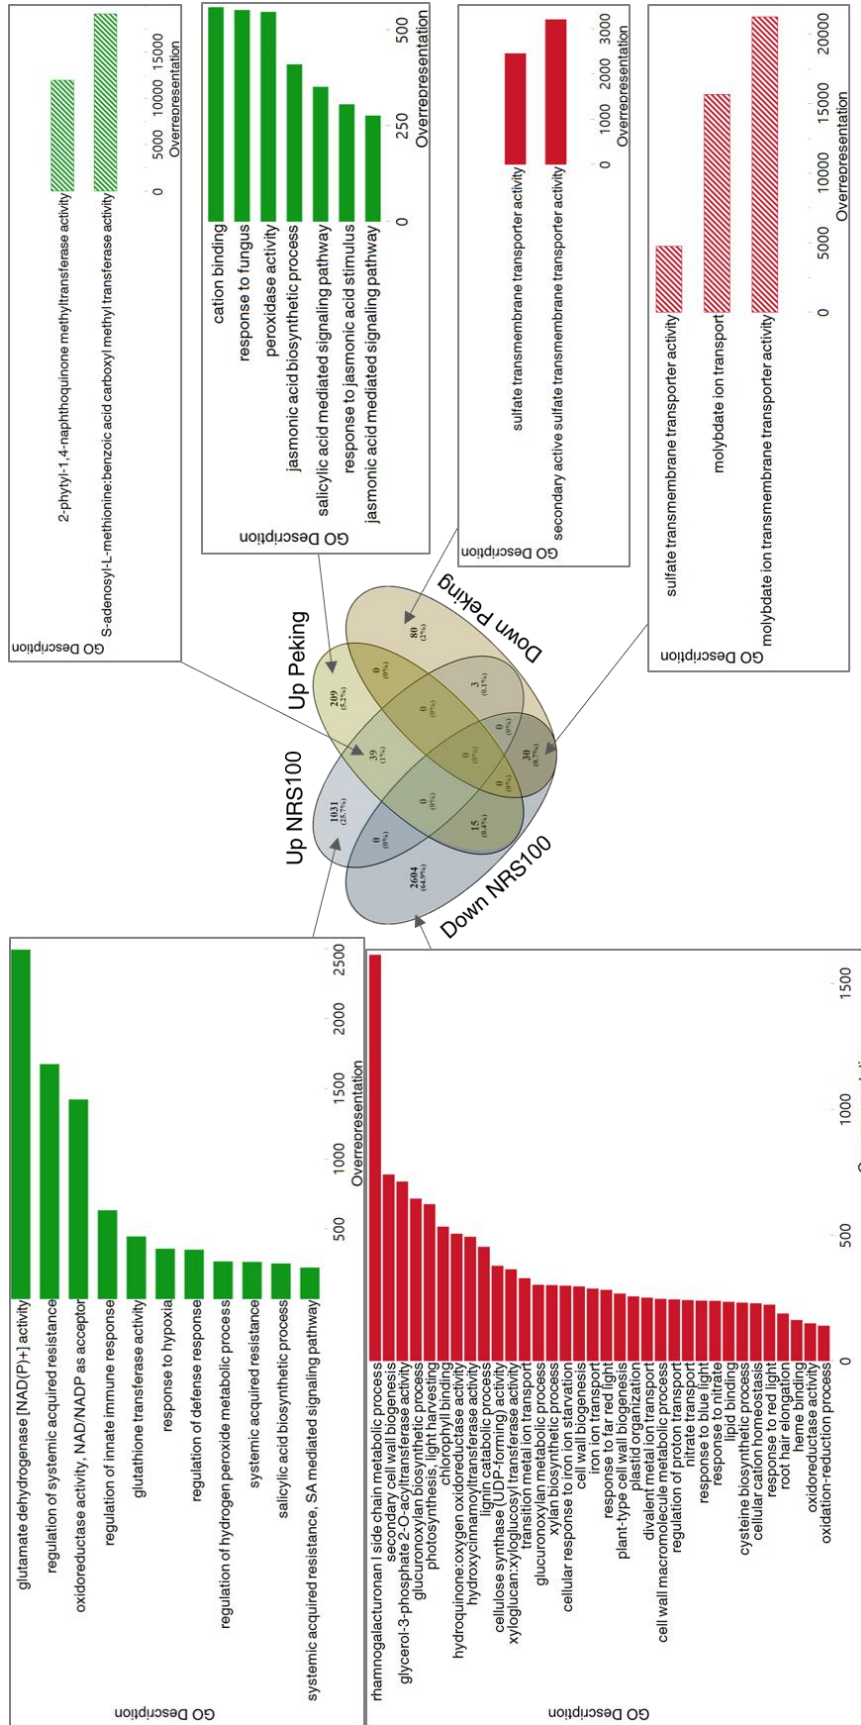 GO Description
glutamate dehydrogenase [NAD(P)+] activity
regulation of systemic acquired resistance
oxidoreductase activity, NAD/NADP as acceptor
regulation of innate immune response
glutathione transferase activity
response to hypoxia
regulation of defense response
regulation of hydrogen peroxide metabolic process
systemic acquired resistance
salicylic acid biosynthetic process
systemic acquired resistance, SA mediated signaling pathway
500
1000
1500
2000
2500
Overrepresentation
GO Description
rhamnogalacturonan I side chain metabolic process
secondary cell wall biogenesis
glycerol-3-phosphate 2-O-acyltransferase activity
glucuronoxylan biosynthetic process
photosynthesis, light harvesting
chlorophyll binding
hydroquinone:oxygen oxidoreductase activity
hydroxycinnamoyltransferase activity
lignin catabolic process
cellulose synthase (UDP-forming) activity
xyloglucan:xyloglucosyl transferase activity
transition metal ion transport
glucuronoxylan metabolic process
xylan biosynthetic process
cellular response to iron ion starvation
cell wall biogenesis
iron ion transport
response to far red light
plant-type cell wall biogenesis
plastid organization
divalent metal ion transport
cell wall macromolecule metabolic process
regulation of proton transport
nitrate transport
response to blue light
response to nitrate
lipid binding
cysteine biosynthetic process
cellular cation homeostasis
response to red light
root hair elongation
heme binding
oxidoreductase activity
oxidation-reduction process
0
500
1000
1500
Up NRS100
Up Peking
Down NRS100
Down Peking
1031
(25.7%)
209
(5.2%)
2604
(64.9%)
0
(0%)
39
(1%)
0
(0%)
80
(2%)
0
(0%)
0
(0%)
15
(0.4%)
0
(0%)
3
(0.1%)
0
(0%)
0
(0%)
30
(0.7%)
GO Description
2-phytyl-1,4-naphthoquinone methyltransferase activity
S-adenosyl-L-methionine:benzoic acid carboxyl methyl transferase activity
0
5000
10000
15000
Overrepresentation
GO Description
cation binding
response to fungus
peroxidase activity
jasmonic acid biosynthetic process
salicylic acid mediated signaling pathway
response to jasmonic acid stimulus
jasmonic acid mediated signaling pathway
0
250
500
Overrepresentation
GO Description
sulfate transmembrane transporter activity
secondary active sulfate transmembrane transporter activity
0
1000
2000
3000
Overrepresentation
GO Description
sulfate transmembrane transporter activity
molybdate ion transport
molybdate ion transmembrane transporter activity
0
5000
10000
15000
20000
Overrepresentation